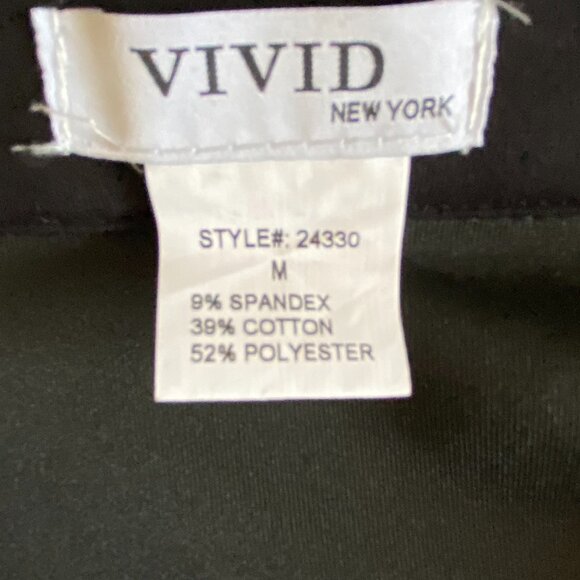 VIVID
NEW YORK
STYLE#: 24330
M
9% SPANDEX
39% COTTON
52% POLYESTER